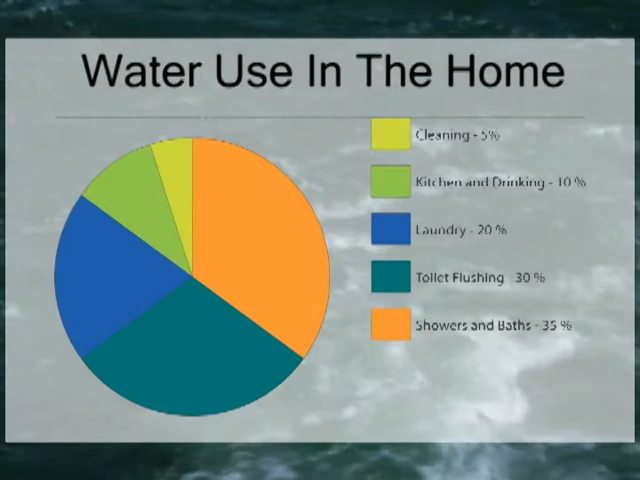 Water Use In The Home
Cleaning - 5%
Kitchen and Drinking - 10 %
Laundry - 20 %
Toilet Flushing 30 %
Showers and Baths - 35 %